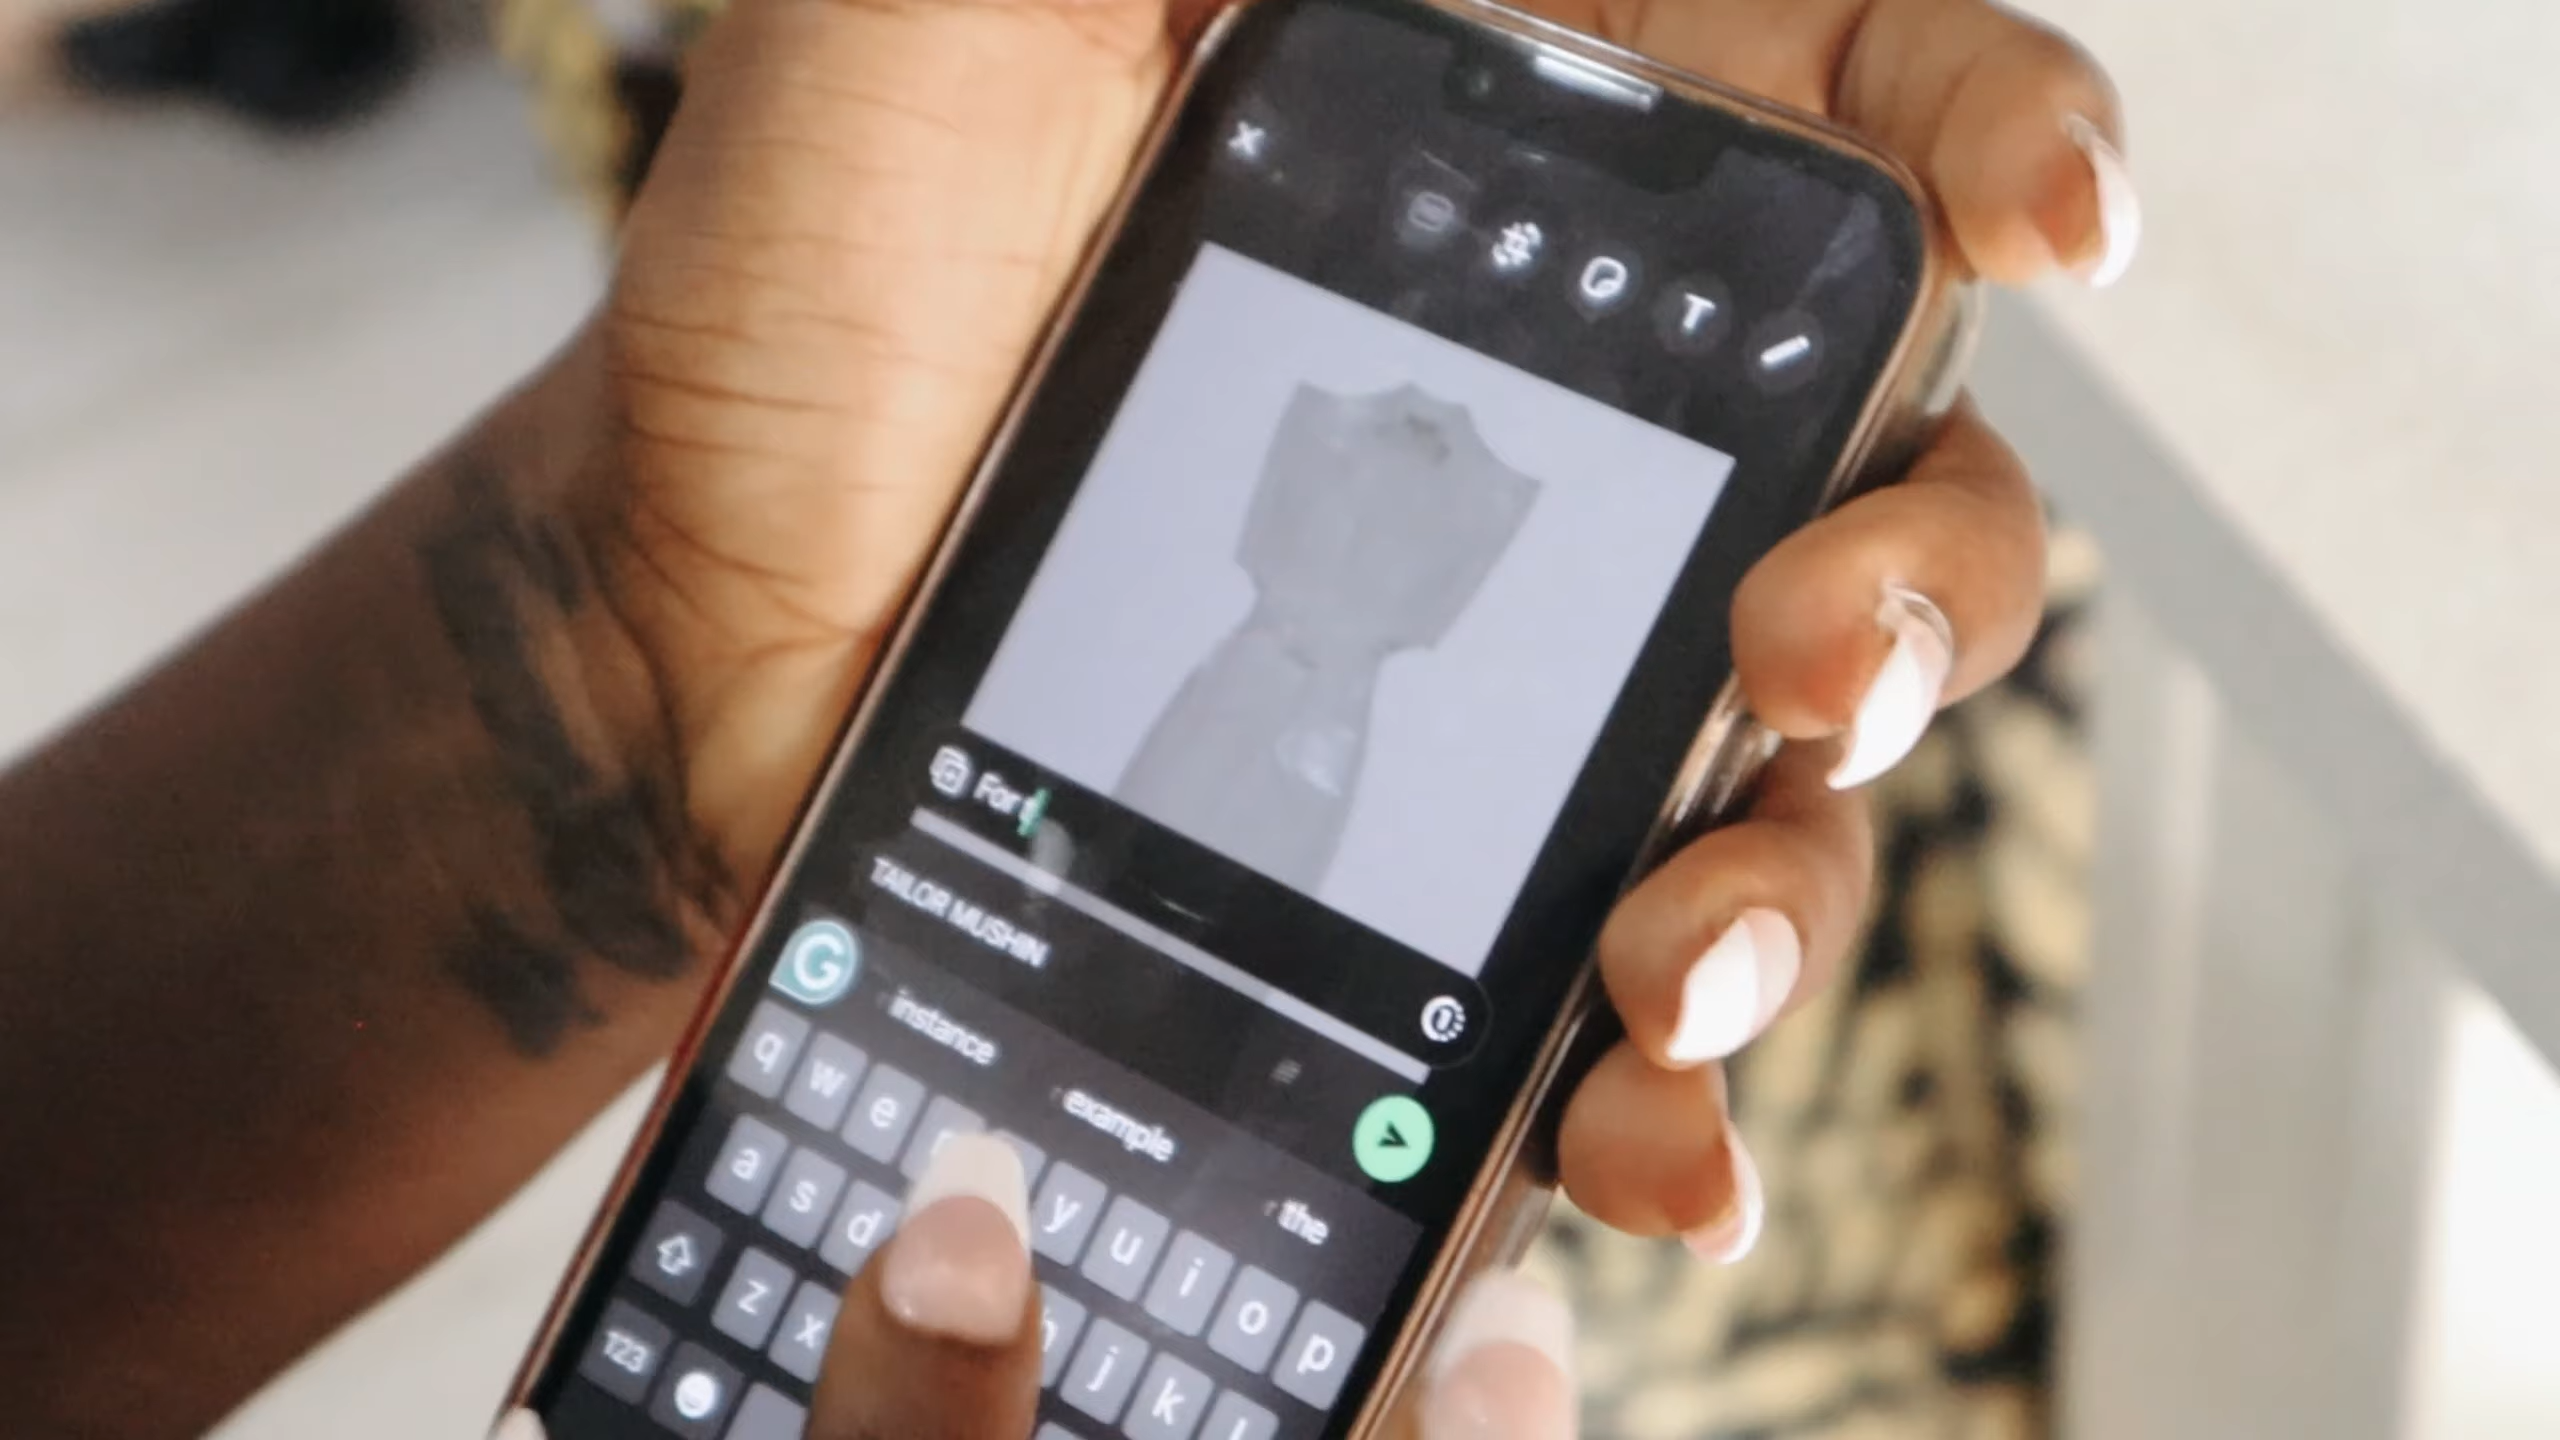 T
For t
TAILOR MUSHIN
G
instance example the
q w e y u i o p
a s d h j k l
z x
123